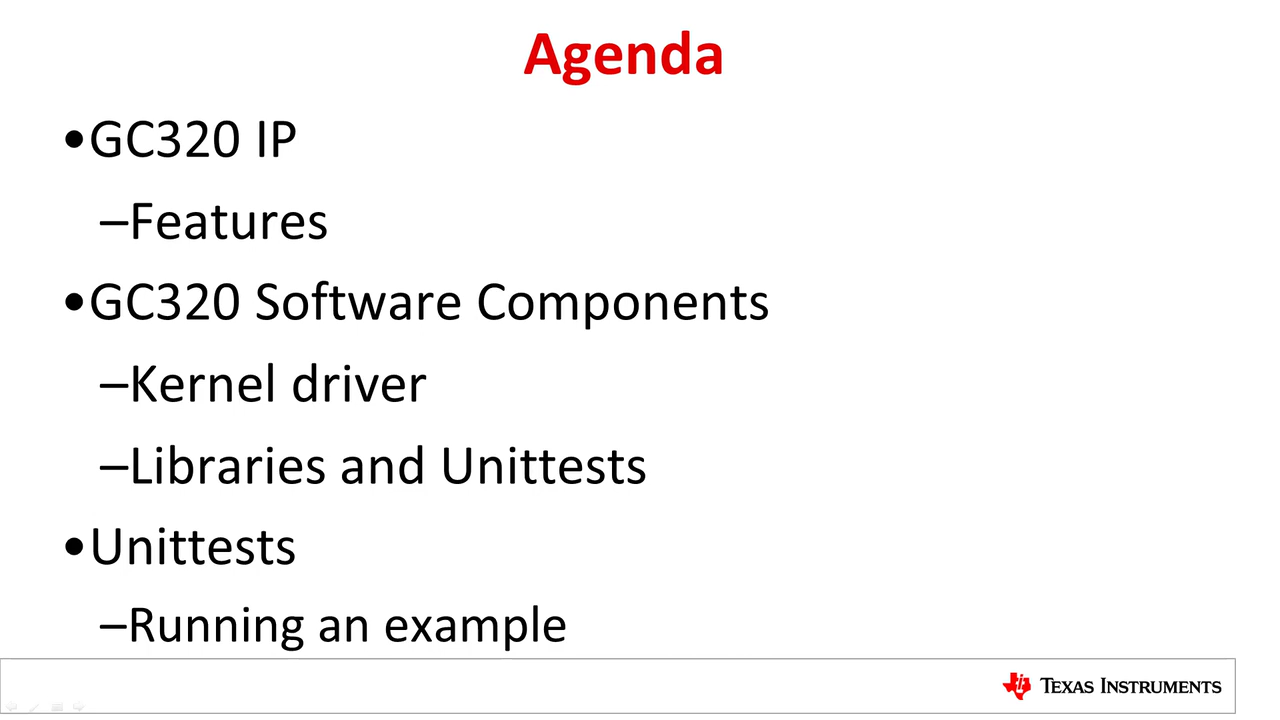 Agenda
•GC320 IP
–Features
•GC320 Software Components
–Kernel driver
–Libraries and Unittests
•Unittests
–Running an example
TEXAS INSTRUMENTS